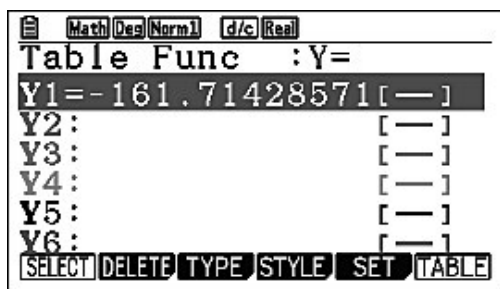 Math Deg Norm1 d/c Real
Table Func :Y=
Y1=-161.71428571[—]
Y2: [—]
Y3: [—]
Y4: [—]
Y5: [—]
Y6: [—]
SELECT DELETE TYPE STYLE SET TABLE